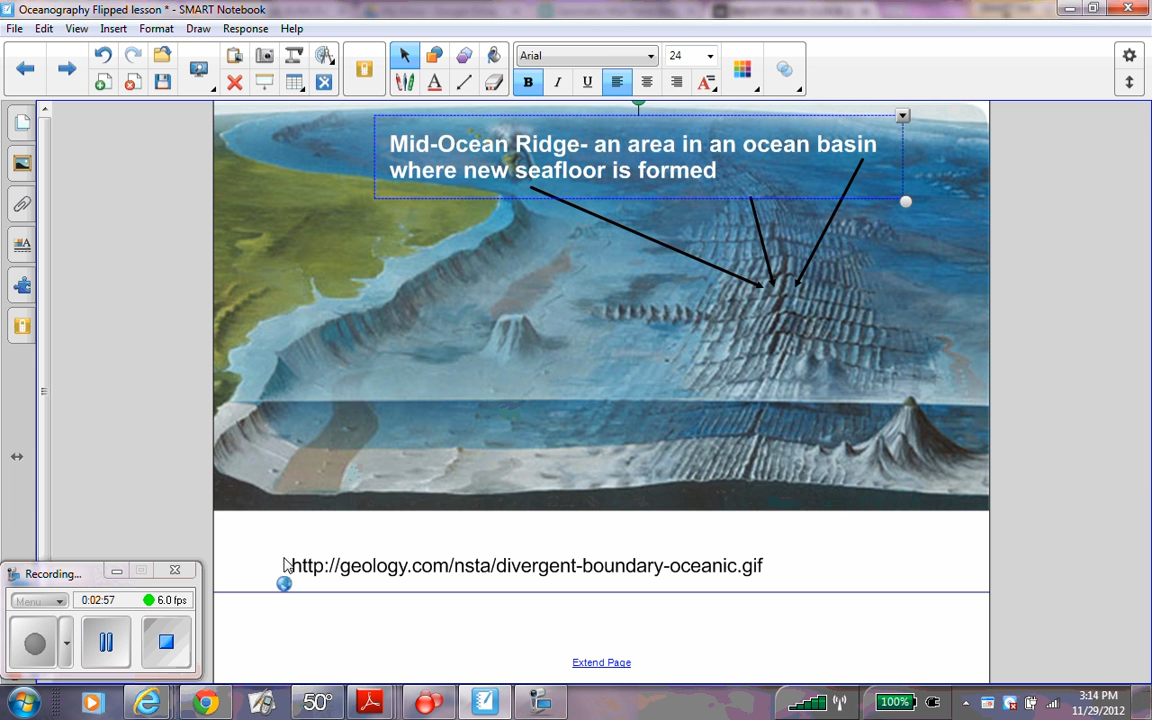 Oceanography Flipped lesson * - SMART Notebook
File Edit View Insert Format Draw Response Help
Arial 24
B I U A
Mid-Ocean Ridge- an area in an ocean basin
where new seafloor is formed
http://geology.com/nsta/divergent-boundary-oceanic.gif
Recording...
Menu 0:02:57 6.0 fps
Extend Page
50° 100% 3:14 PM
11/29/2012